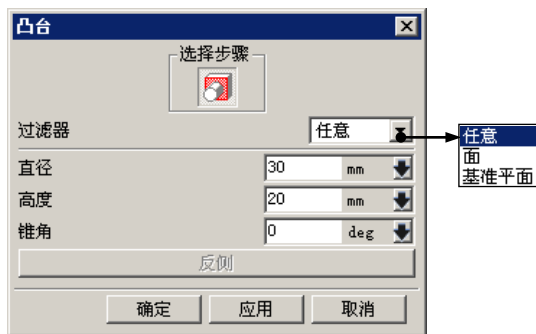 凸台
选择步骤
过滤器 任意
任意
面
基准平面
直径 30 mm
高度 20 mm
锥角 0 deg
反侧
确定 应用 取消